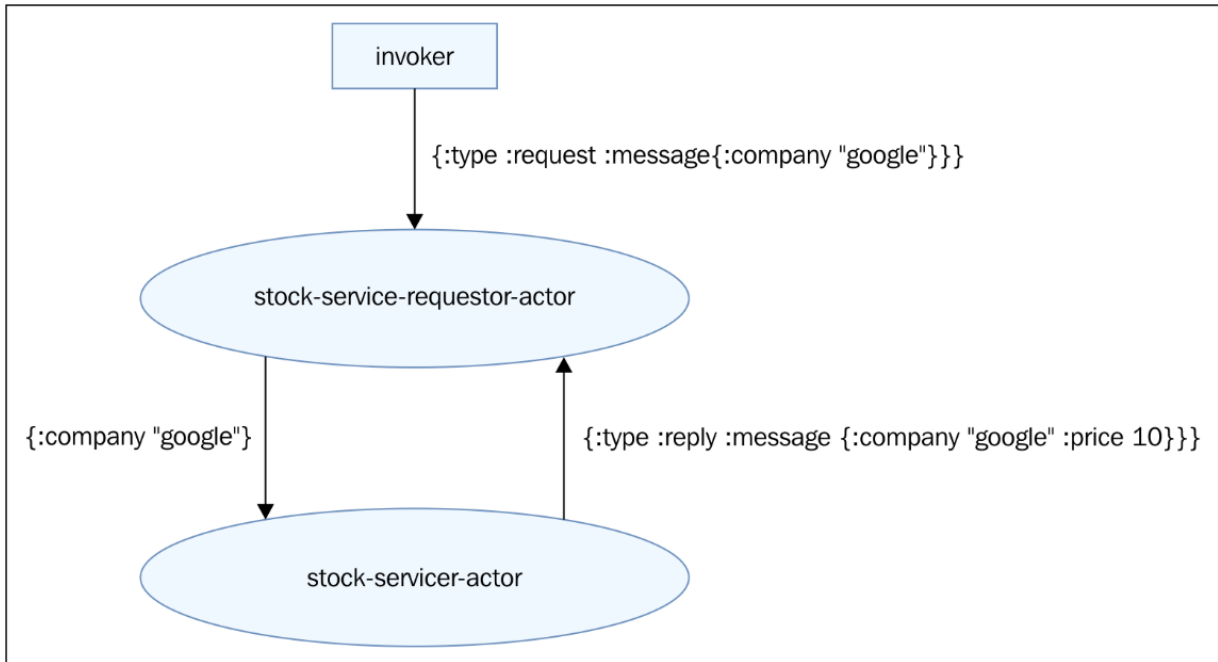 invoker
{:type :request :message{:company "google"}}}
stock-service-requestor-actor
{:company "google"}
{:type :reply :message {:company "google" :price 10}}}
stock-servicer-actor